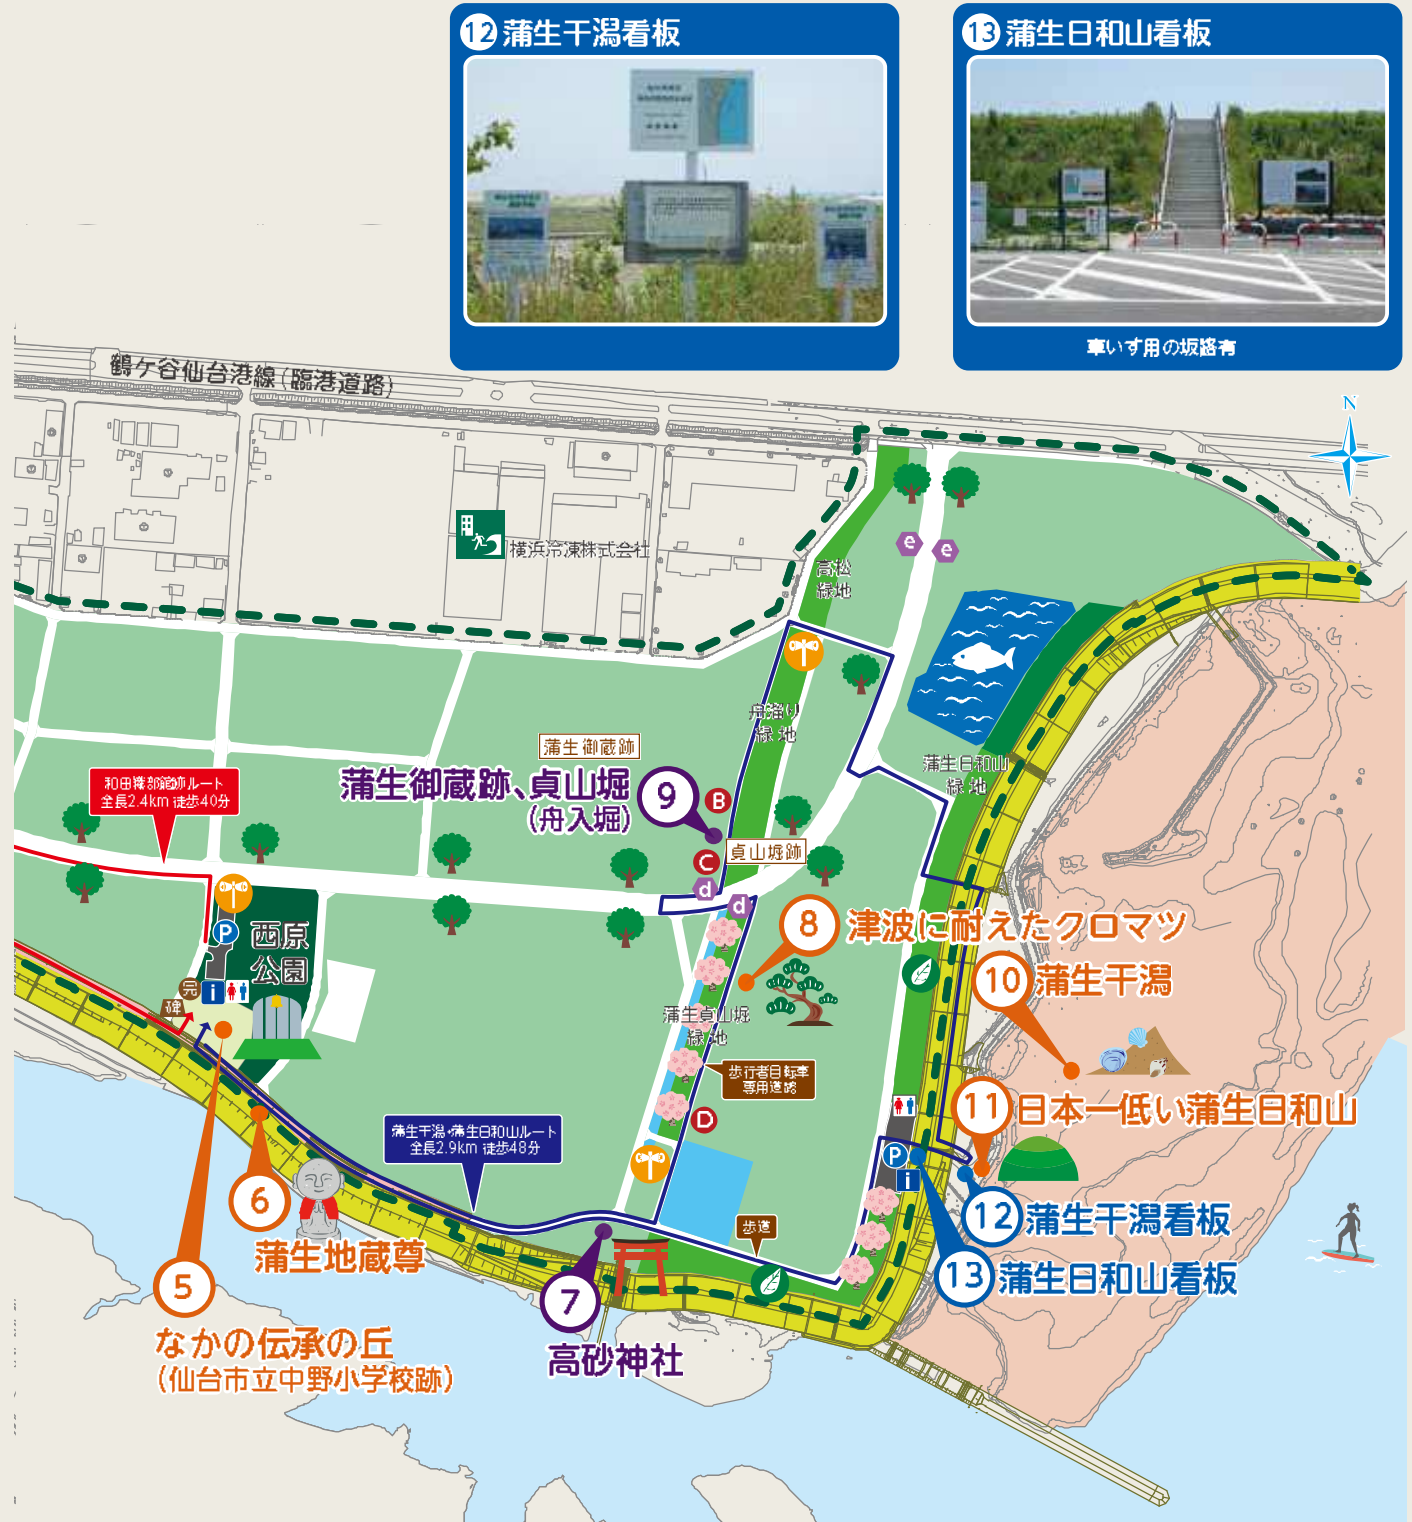 12 蒲生干潟看板
13 蒲生日和山看板
車いす用の坂路有
鶴ケ谷仙台港線(臨港道路)
N
横浜冷凍株式会社
e
e
高松
緑地
舟溜り
緑地
蒲生日和山
緑地
蒲生御蔵跡
蒲生御蔵跡、貞山堀
(舟入堀)
9
B
C
貞山堀跡
d
d
和田織部館跡ルート
全長2.4km 徒歩40分
P
西原
公園
完
碑
i
8 津波に耐えたクロマツ
10 蒲生干潟
蒲生貞山堀
緑地
歩行者自転車
専用道路
D
11 日本一低い蒲生日和山
蒲生干潟・蒲生日和山ルート
全長2.9km 徒歩48分
P
i
12 蒲生干潟看板
13 蒲生日和山看板
歩道
6
蒲生地蔵尊
5
なかの伝承の丘
(仙台市立中野小学校跡)
7
高砂神社